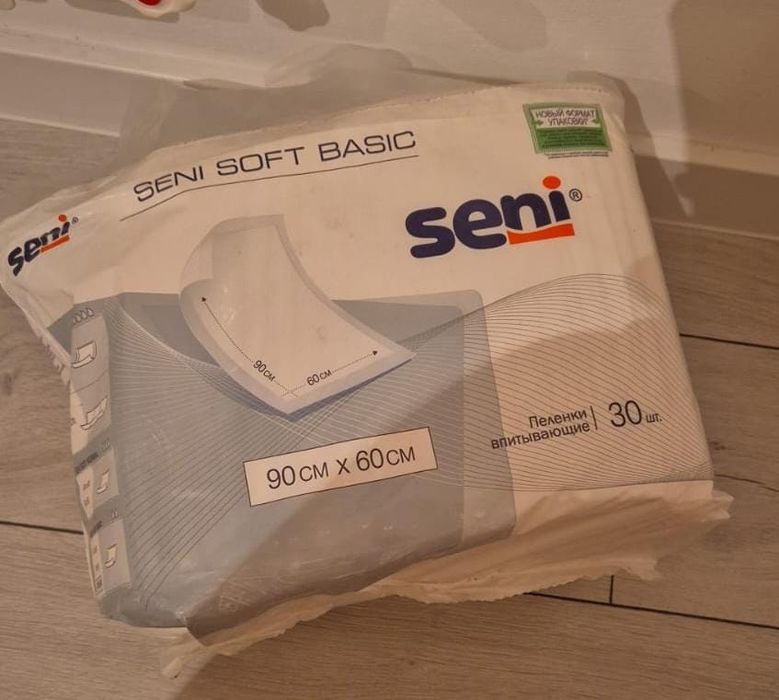 НОВЫЙ ФОРМАТ
УПАКОВКИ*
SENI SOFT BASIC
seni®
seni®
90 см
60 см
Пеленки
впитывающие
30 шт.
90 см x 60 см